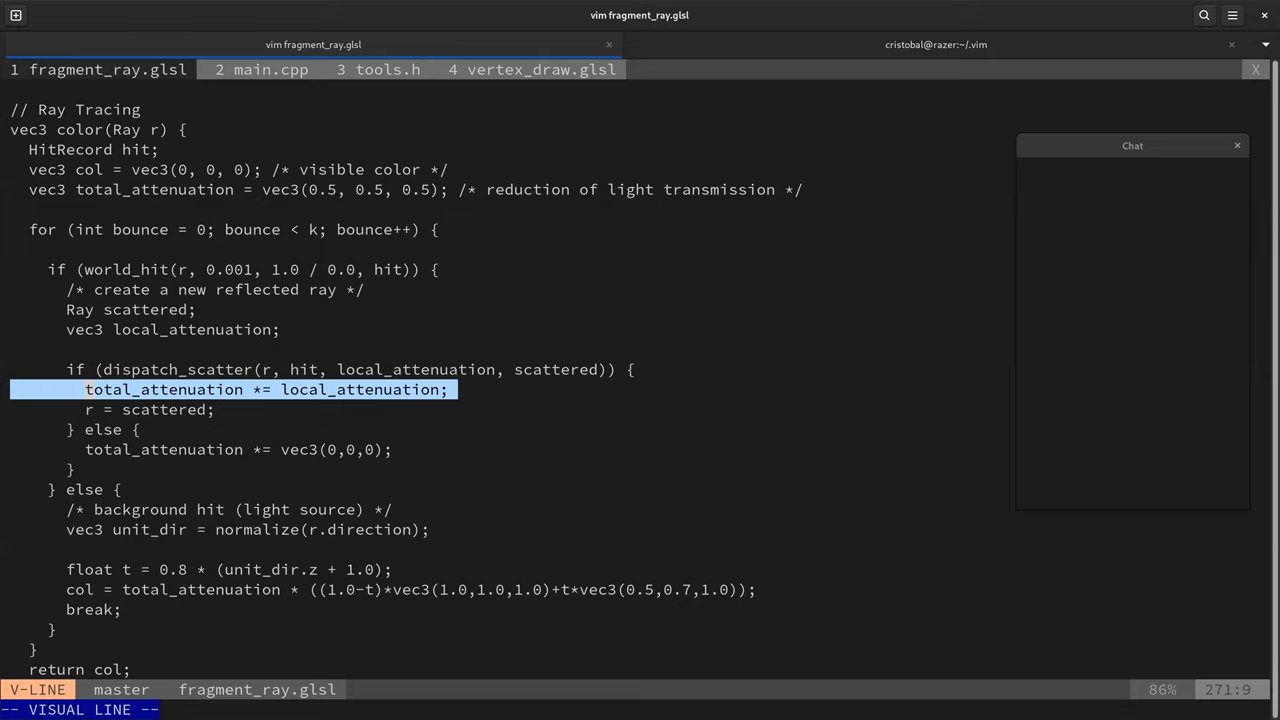 vim fragment_ray.glsl
vim fragment_ray.glsl × cristobal@razer:~/.vim ×
1 fragment_ray.glsl 2 main.cpp 3 tools.h 4 vertex_draw.glsl X
// Ray Tracing
vec3 color(Ray r) {
  HitRecord hit;
  vec3 col = vec3(0, 0, 0); /* visible color */
  vec3 total_attenuation = vec3(0.5, 0.5, 0.5); /* reduction of light transmission */
  for (int bounce = 0; bounce < k; bounce++) {
    if (world_hit(r, 0.001, 1.0 / 0.0, hit)) {
      /* create a new reflected ray */
      Ray scattered;
      vec3 local_attenuation;
      if (dispatch_scatter(r, hit, local_attenuation, scattered)) {
        total_attenuation *= local_attenuation;
        r = scattered;
      } else {
        total_attenuation *= vec3(0,0,0);
      }
    } else {
      /* background hit (light source) */
      vec3 unit_dir = normalize(r.direction);
      float t = 0.8 * (unit_dir.z + 1.0);
      col = total_attenuation * ((1.0-t)*vec3(1.0,1.0,1.0)+t*vec3(0.5,0.7,1.0));
      break;
    }
  }
  return col;
Chat ×
V-LINE master fragment_ray.glsl 86% 271:9
-- VISUAL LINE --